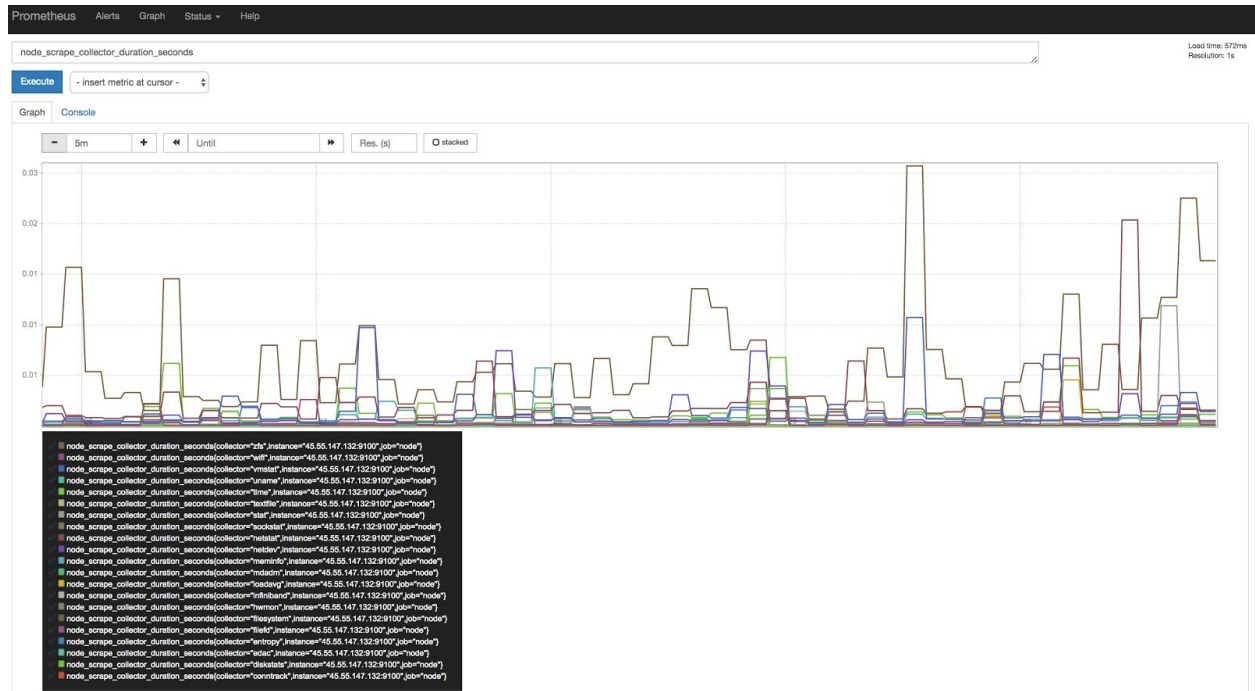 Prometheus Alerts Graph Status Help
node_scrape_collector_duration_seconds
Load time: 572ms
Resolution: 1s
Execute - insert metric at cursor -
Graph Console
5m Until Res. (s) stacked
0.03
0.02
0.01
0.01
0.01
node_scrape_collector_duration_seconds{collector="zfs",instance="45.55.147.132:9100",job="node"}
node_scrape_collector_duration_seconds{collector="wifi",instance="45.55.147.132:9100",job="node"}
node_scrape_collector_duration_seconds{collector="vmstat",instance="45.55.147.132:9100",job="node"}
node_scrape_collector_duration_seconds{collector="uname",instance="45.55.147.132:9100",job="node"}
node_scrape_collector_duration_seconds{collector="time",instance="45.55.147.132:9100",job="node"}
node_scrape_collector_duration_seconds{collector="textfile",instance="45.55.147.132:9100",job="node"}
node_scrape_collector_duration_seconds{collector="stat",instance="45.55.147.132:9100",job="node"}
node_scrape_collector_duration_seconds{collector="sockstat",instance="45.55.147.132:9100",job="node"}
node_scrape_collector_duration_seconds{collector="netstat",instance="45.55.147.132:9100",job="node"}
node_scrape_collector_duration_seconds{collector="netdev",instance="45.55.147.132:9100",job="node"}
node_scrape_collector_duration_seconds{collector="meminfo",instance="45.55.147.132:9100",job="node"}
node_scrape_collector_duration_seconds{collector="mdadm",instance="45.55.147.132:9100",job="node"}
node_scrape_collector_duration_seconds{collector="loadavg",instance="45.55.147.132:9100",job="node"}
node_scrape_collector_duration_seconds{collector="infiniband",instance="45.55.147.132:9100",job="node"}
node_scrape_collector_duration_seconds{collector="hwmon",instance="45.55.147.132:9100",job="node"}
node_scrape_collector_duration_seconds{collector="filesystem",instance="45.55.147.132:9100",job="node"}
node_scrape_collector_duration_seconds{collector="filefd",instance="45.55.147.132:9100",job="node"}
node_scrape_collector_duration_seconds{collector="entropy",instance="45.55.147.132:9100",job="node"}
node_scrape_collector_duration_seconds{collector="edac",instance="45.55.147.132:9100",job="node"}
node_scrape_collector_duration_seconds{collector="diskstats",instance="45.55.147.132:9100",job="node"}
node_scrape_collector_duration_seconds{collector="conntrack",instance="45.55.147.132:9100",job="node"}